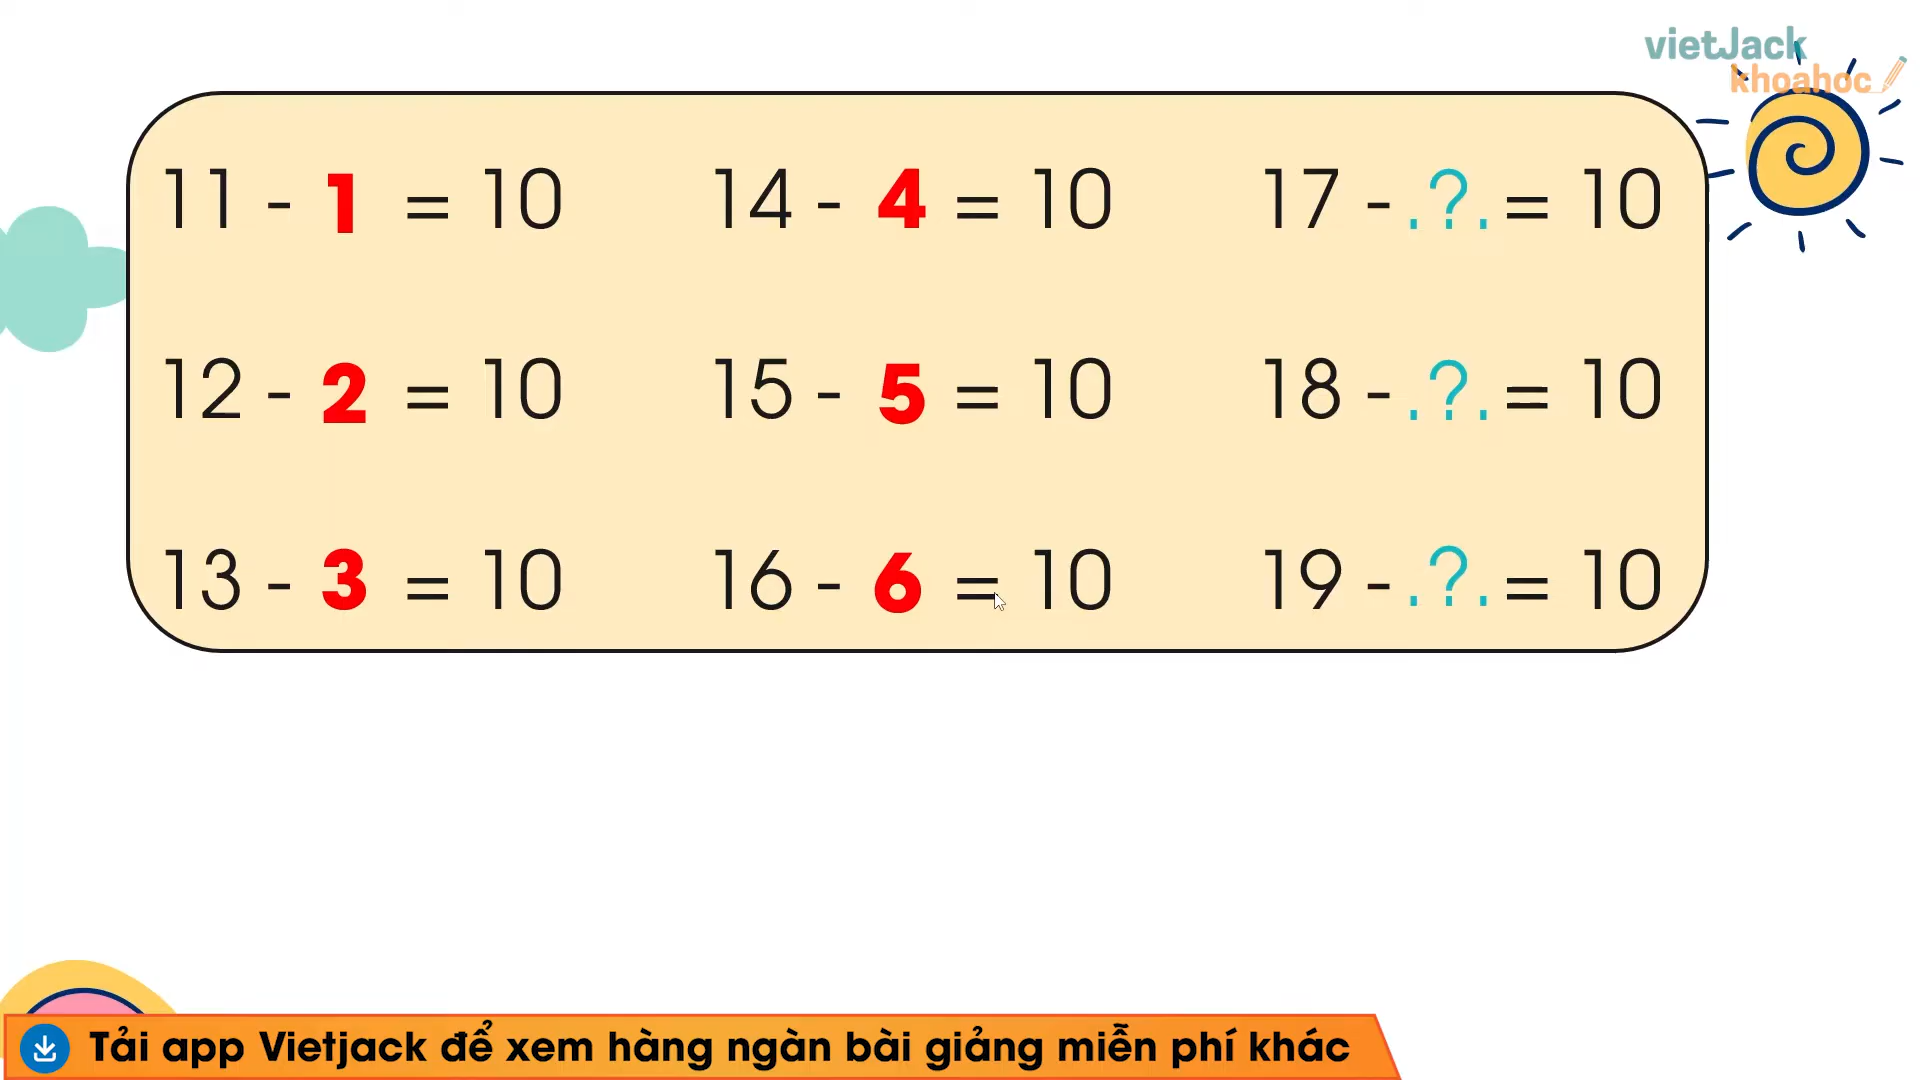 vietJack
khoahoc
11 - 1 = 10 14 - 4 = 10 17 - .?. = 10
12 - 2 = 10 15 - 5 = 10 18 - .?. = 10
13 - 3 = 10 16 - 6 = 10 19 - .?. = 10
Tải app Vietjack để xem hàng ngàn bài giảng miễn phí khác